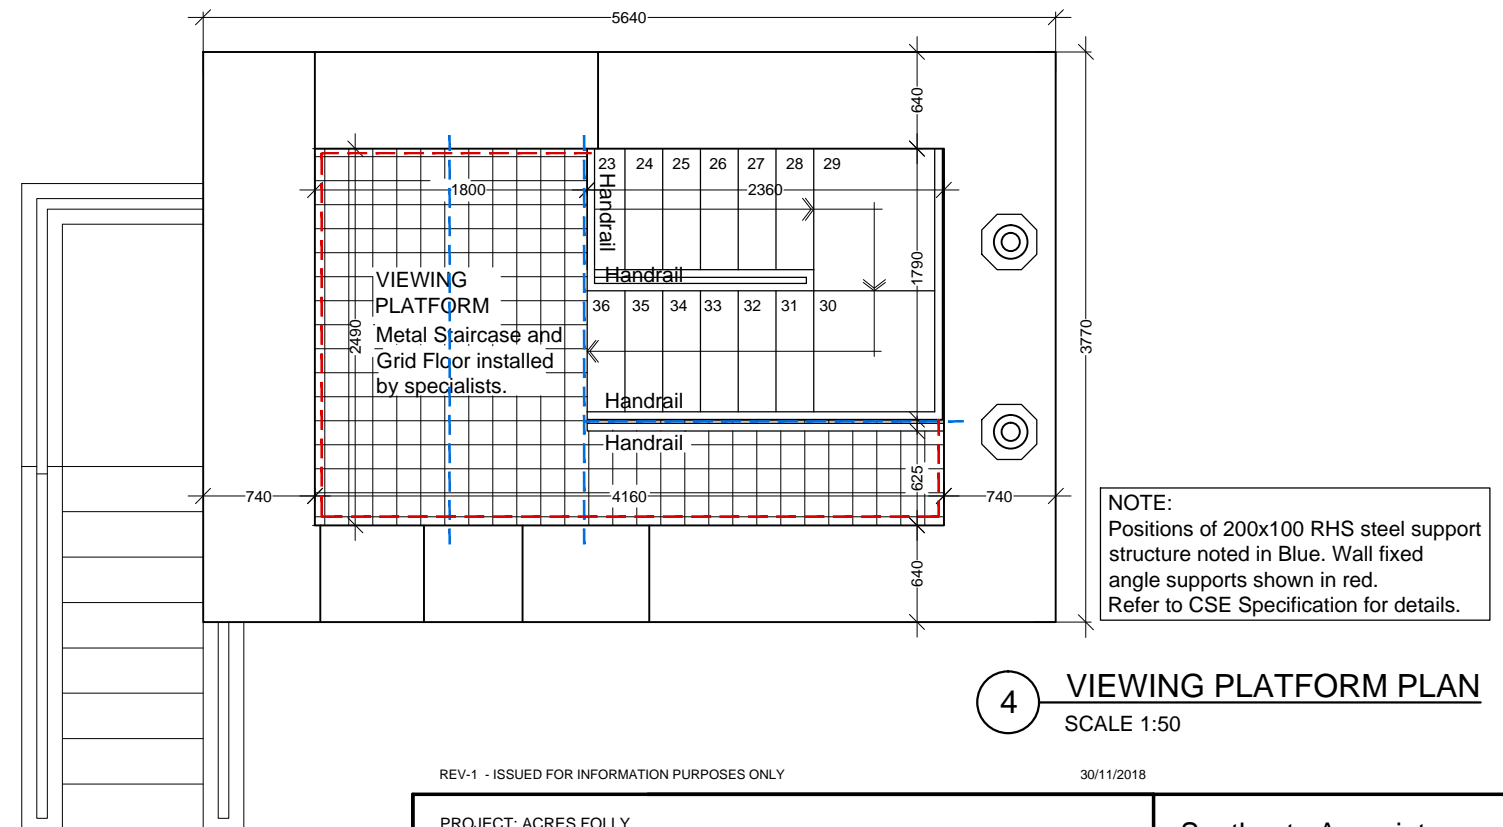 5640
640
23 24 25 26 27 28 29
1800
2360
Handrail
VIEWING
PLATFORM
Metal Staircase and
Grid Floor installed
by specialists.
2490
Handrail
1790
36 35 34 33 32 31 30
3770
Handrail
Handrail
625
740
4160
740
640
NOTE:
Positions of 200x100 RHS steel support
structure noted in Blue. Wall fixed
angle supports shown in red.
Refer to CSE Specification for details.
4
VIEWING PLATFORM PLAN
SCALE 1:50
REV-1 - ISSUED FOR INFORMATION PURPOSES ONLY
30/11/2018
PROJECT: ACRES FOLLY